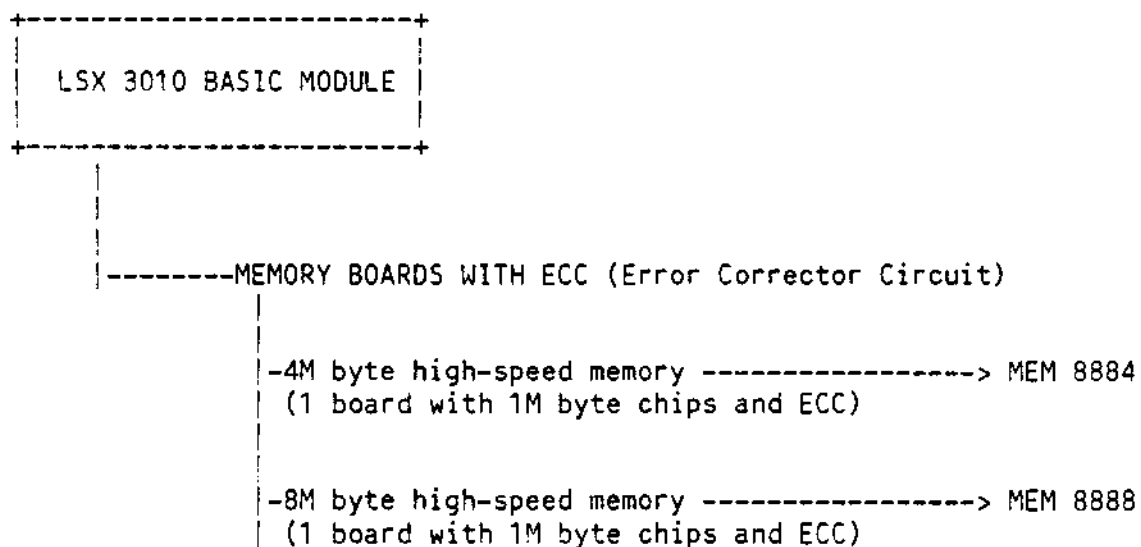 LSX 3010 BASIC MODULE
MEMORY BOARDS WITH ECC (Error Corrector Circuit)
-4M byte high-speed memory -----------------> MEM 8884
(1 board with 1M byte chips and ECC)
-8M byte high-speed memory -----------------> MEM 8888
(1 board with 1M byte chips and ECC)